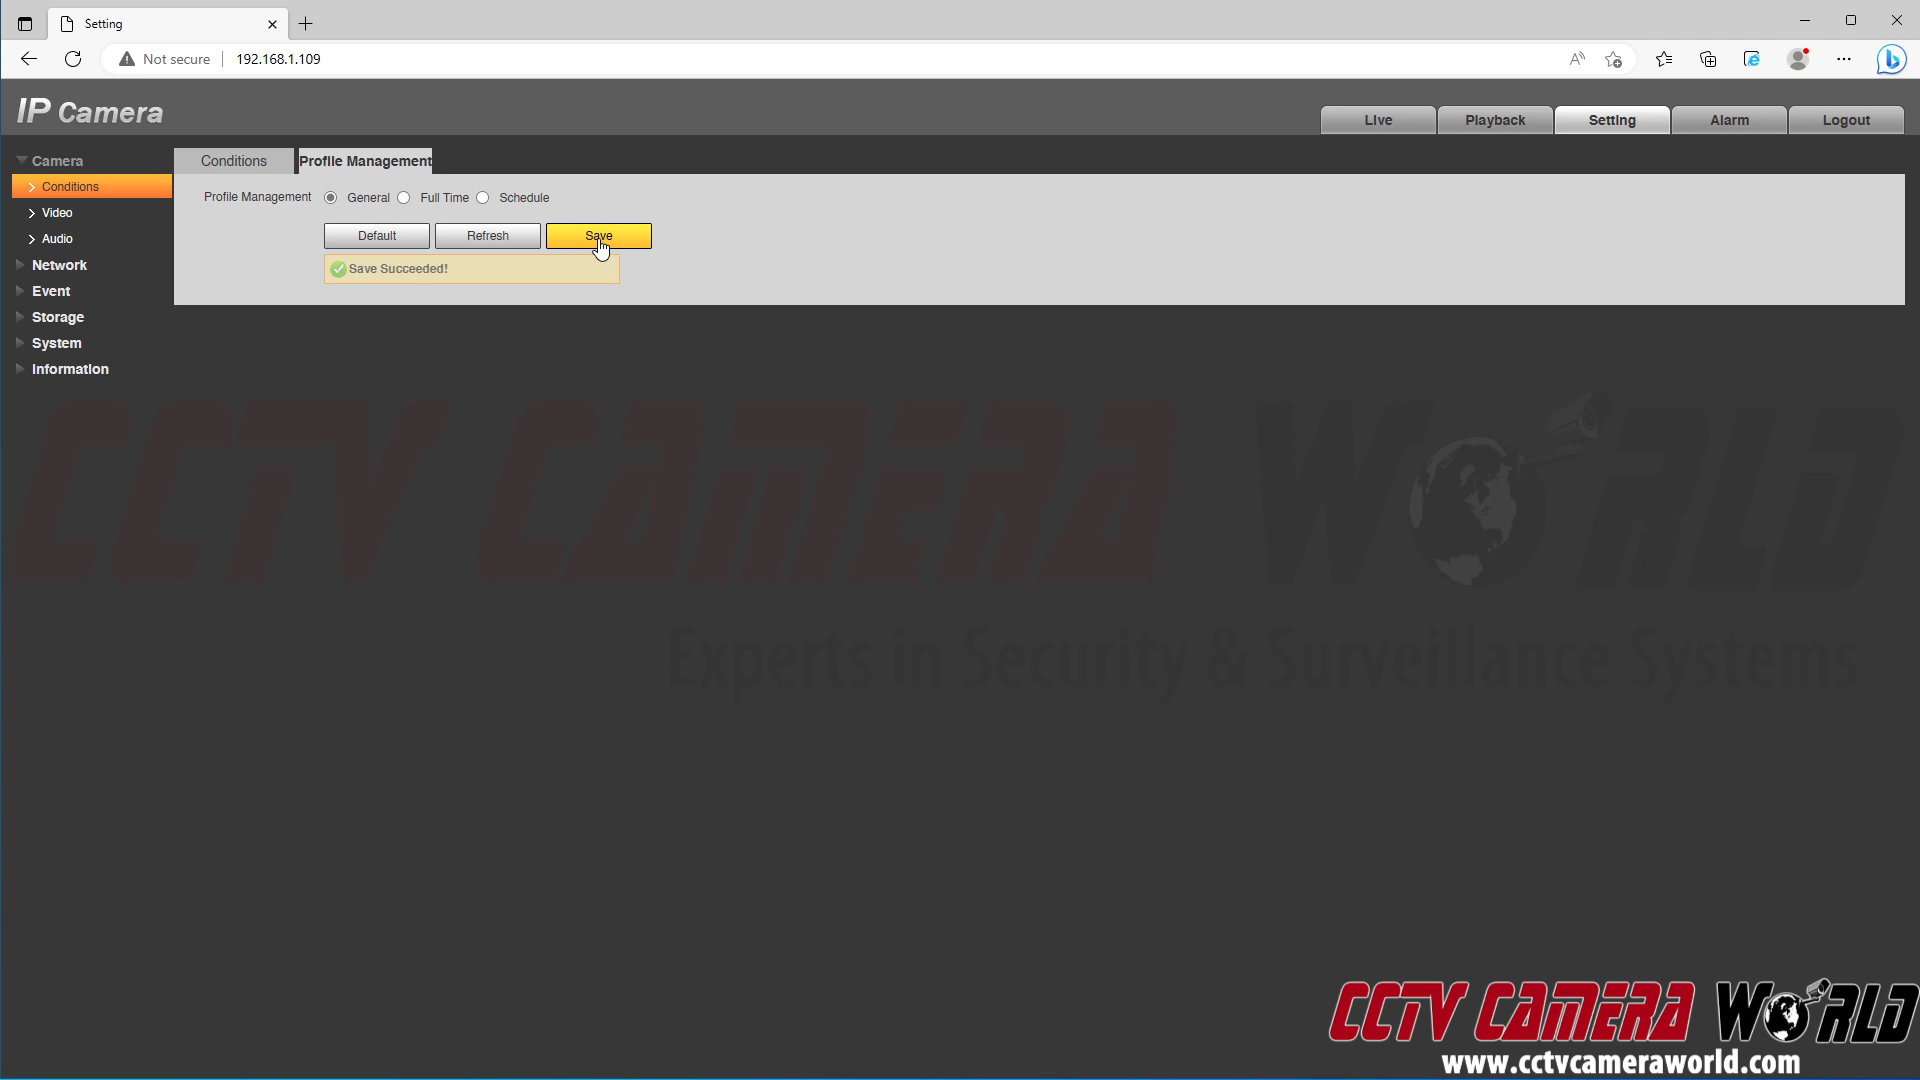 Setting
Not secure 192.168.1.109
IP Camera
Live Playback Setting Alarm Logout
Camera
Conditions
Video
Audio
Network
Event
Storage
System
Information
Conditions Profile Management
Profile Management General Full Time Schedule
Default Refresh Save
Save Succeeded!
CCTV CAMERA WORLD
Experts in Security & Surveillance Systems
CCTV CAMERA WORLD
www.cctvcameraworld.com